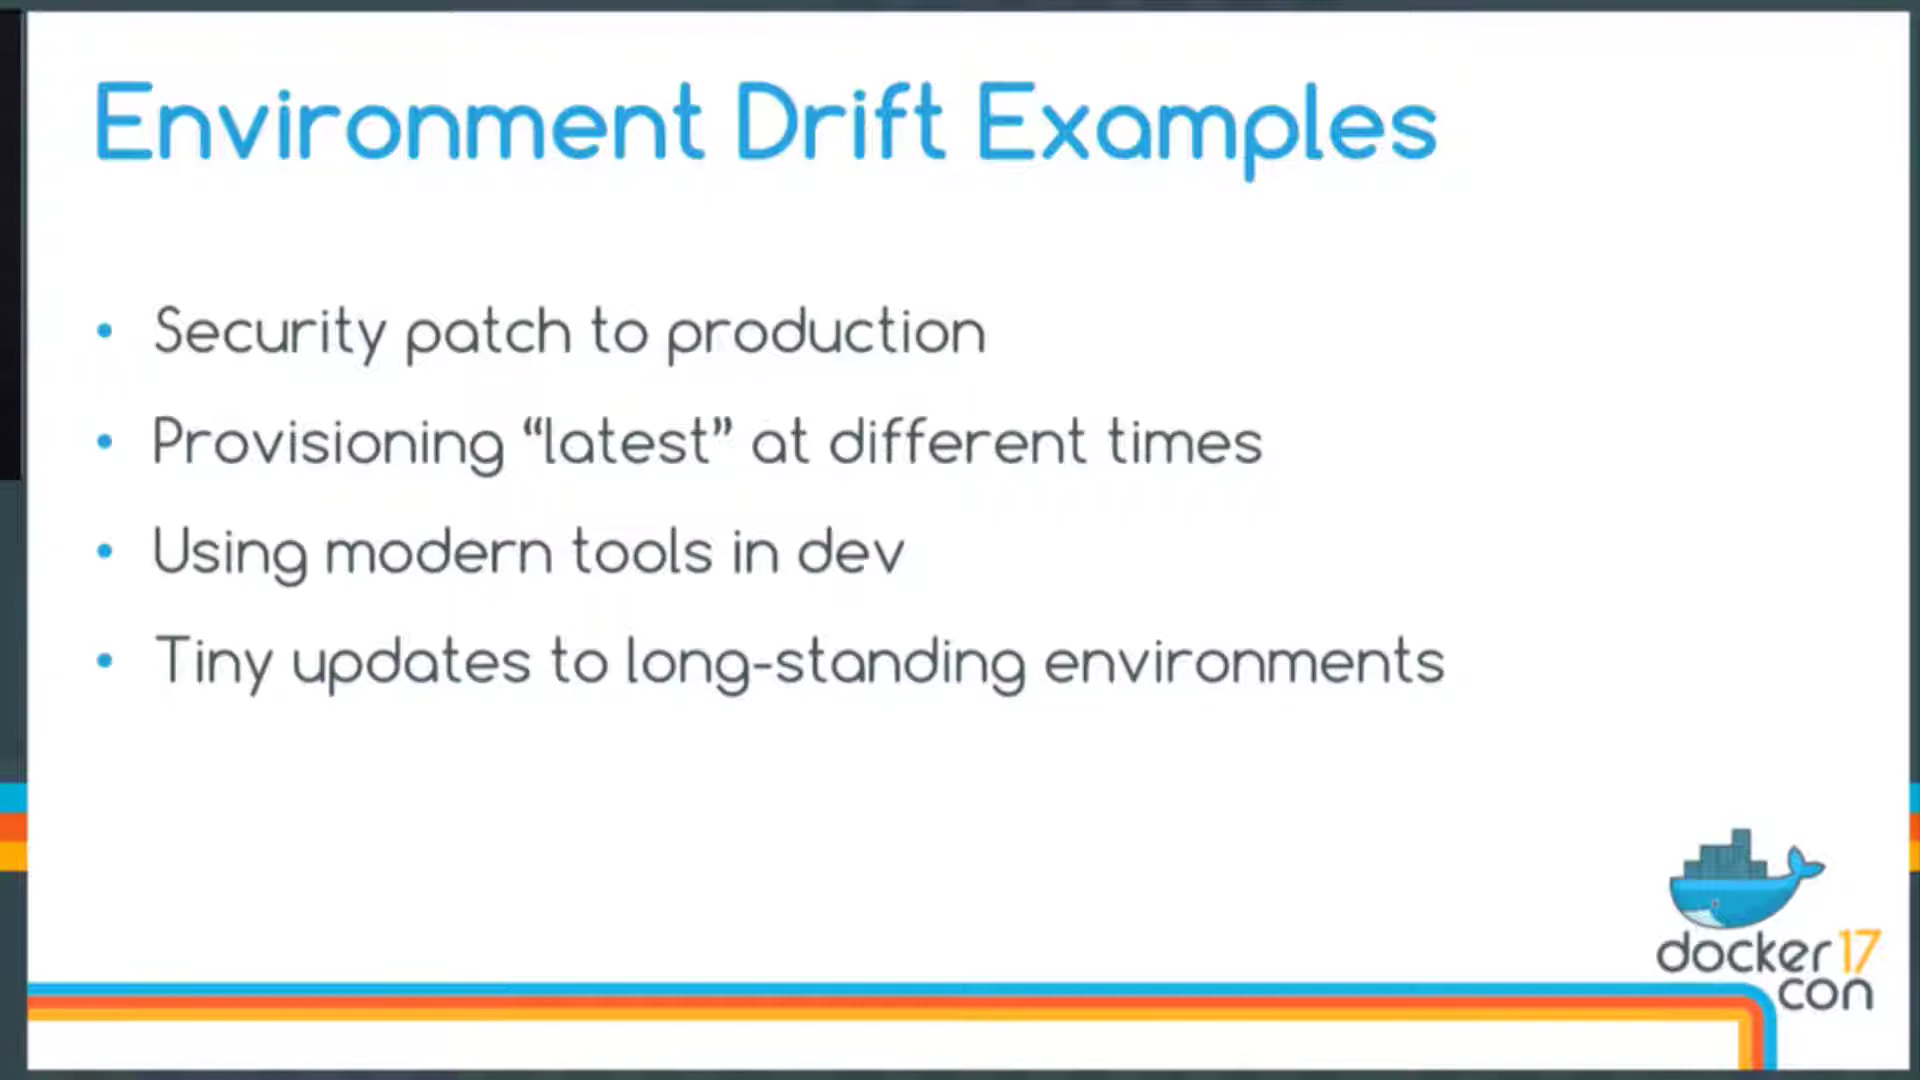 Environment Drift Examples
• Security patch to production
• Provisioning “latest” at different times
• Using modern tools in dev
• Tiny updates to long-standing environments
docker 17
con